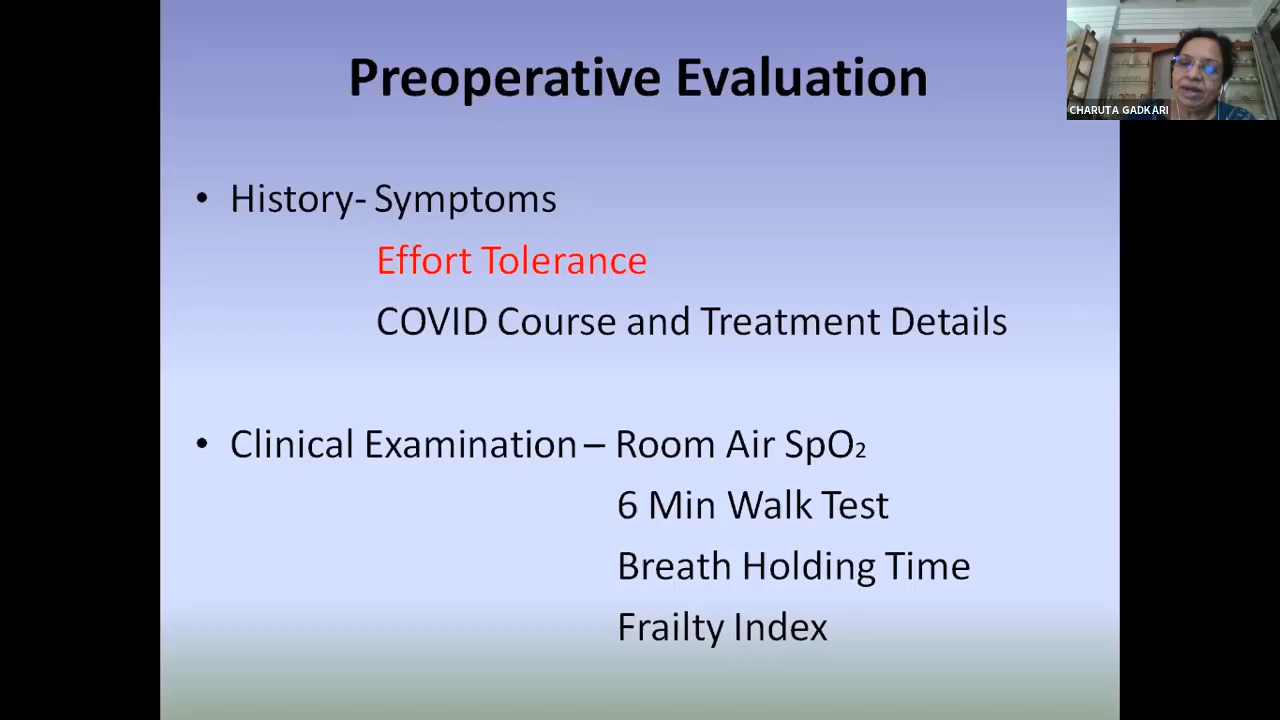 Preoperative Evaluation
CHARUTA GADKARI
• History- Symptoms
Effort Tolerance
COVID Course and Treatment Details
• Clinical Examination – Room Air SpO₂
6 Min Walk Test
Breath Holding Time
Frailty Index